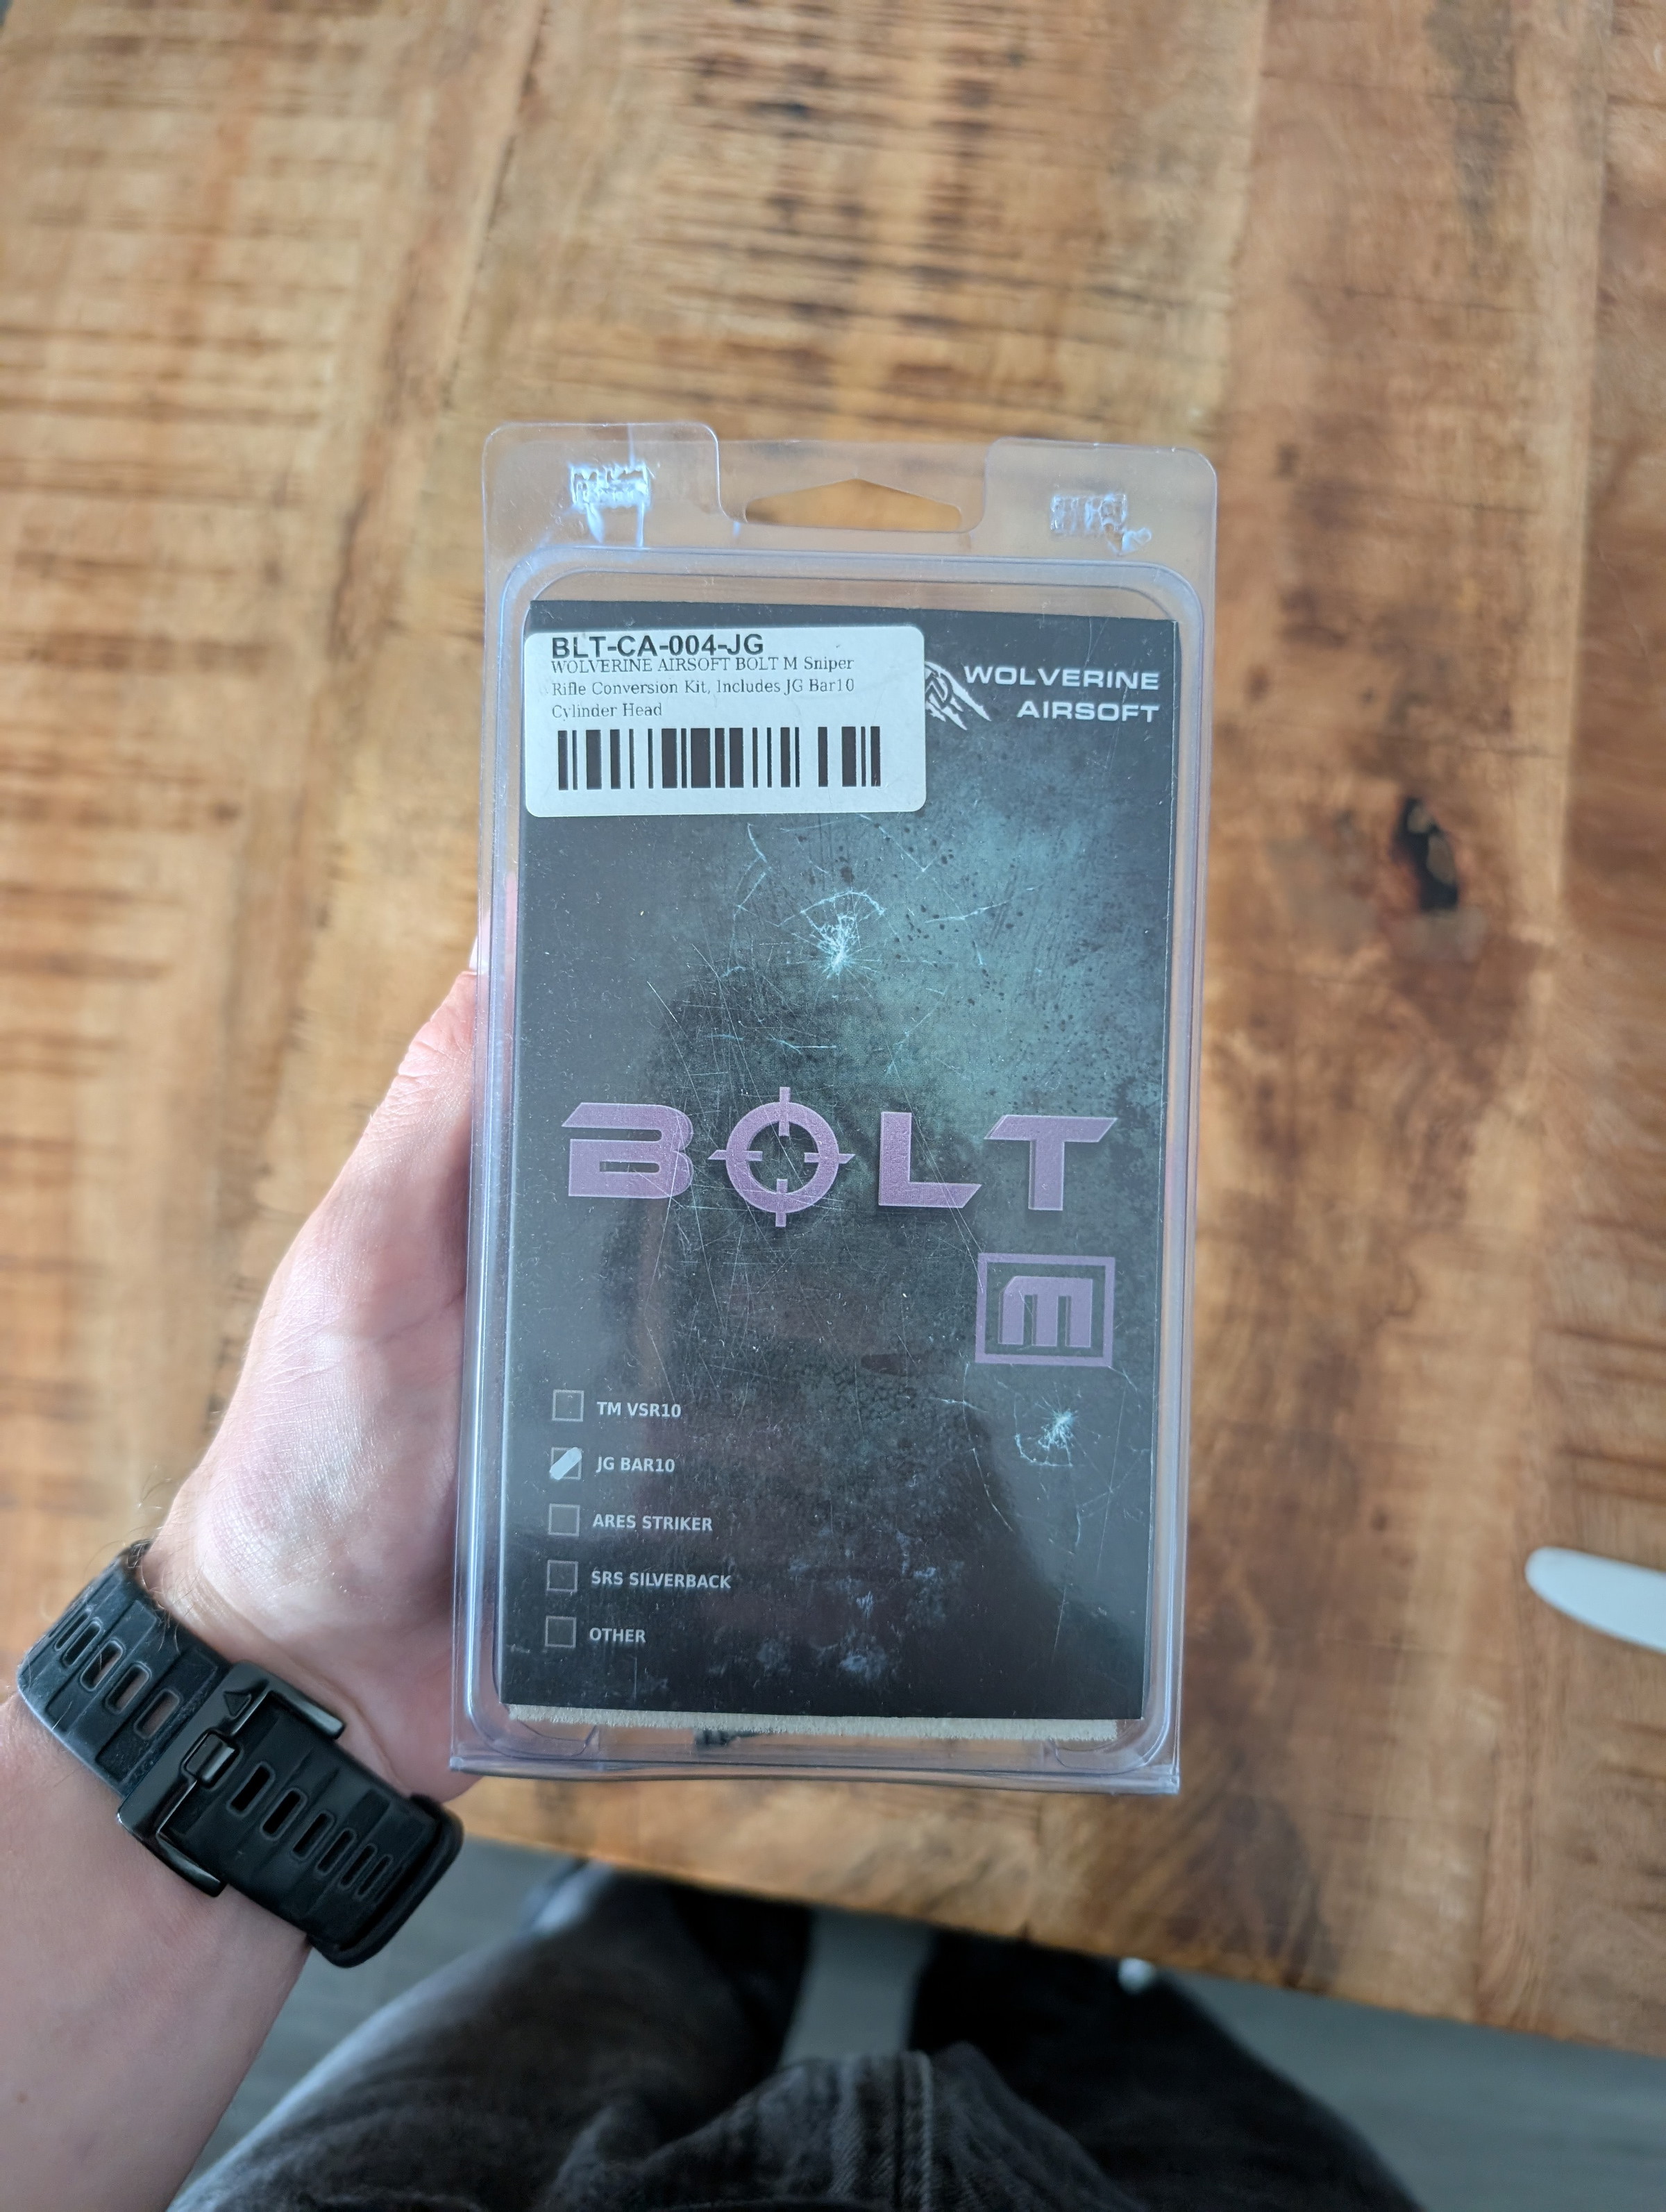 BLT-CA-004-JG
WOLVERINE AIRSOFT BOLT M Sniper
Rifle Conversion Kit, Includes JG Bar10
Cylinder Head
WOLVERINE
AIRSOFT
BOLT
M
TM VSR10
JG BAR10
ARES STRIKER
SRS SILVERBACK
OTHER